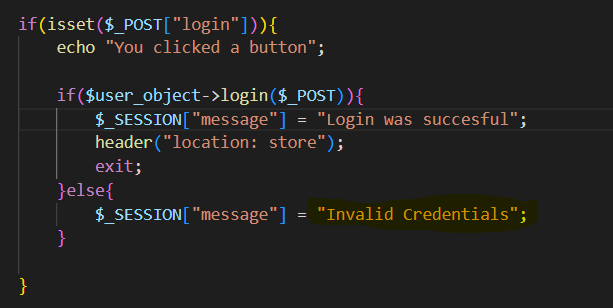 if(isset($_POST["login"])){
echo "You clicked a button";
if($user_object->login($_POST)){
$_SESSION["message"] = "Login was succesful";
header("location: store");
exit;
}else{
$_SESSION["message"] = "Invalid Credentials";
}
}